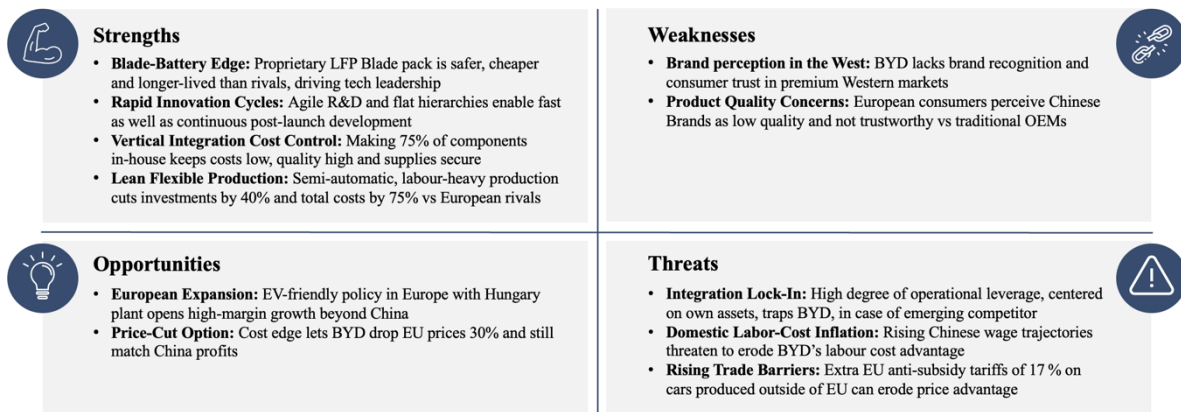 Strengths
• Blade-Battery Edge: Proprietary LFP Blade pack is safer, cheaper
and longer-lived than rivals, driving tech leadership
• Rapid Innovation Cycles: Agile R&D and flat hierarchies enable fast
as well as continuous post-launch development
• Vertical Integration Cost Control: Making 75% of components
in-house keeps costs low, quality high and supplies secure
• Lean Flexible Production: Semi-automatic, labour-heavy production
cuts investments by 40% and total costs by 75% vs European rivals
Weaknesses
• Brand perception in the West: BYD lacks brand recognition and
consumer trust in premium Western markets
• Product Quality Concerns: European consumers perceive Chinese
Brands as low quality and not trustworthy vs traditional OEMs
Opportunities
• European Expansion: EV-friendly policy in Europe with Hungary
plant opens high-margin growth beyond China
• Price-Cut Option: Cost edge lets BYD drop EU prices 30% and still
match China profits
Threats
• Integration Lock-In: High degree of operational leverage, centered
on own assets, traps BYD, in case of emerging competitor
• Domestic Labor-Cost Inflation: Rising Chinese wage trajectories
threaten to erode BYD's labour cost advantage
• Rising Trade Barriers: Extra EU anti-subsidy tariffs of 17 % on
cars produced outside of EU can erode price advantage